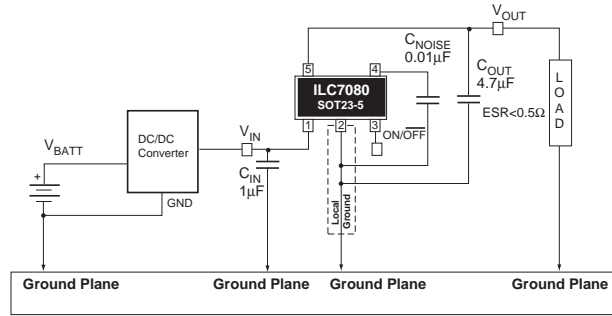 VOUT
CNOISE
0.01µF
COUT
4.7µF
ESR<0.5Ω
LOAD
5
4
ILC7080
SOT23-5
1
2
3
ON/OFF
VIN
CIN
1µF
DC/DC
Converter
VBATT
+
GND
Local
Ground
Ground Plane
Ground Plane
Ground Plane
Ground Plane